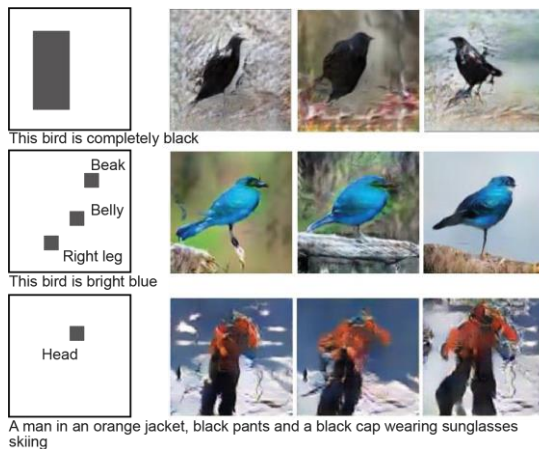 This bird is completely black
Beak
Belly
Right leg
This bird is bright blue
Head
A man in an orange jacket, black pants and a black cap wearing sunglasses
skiing